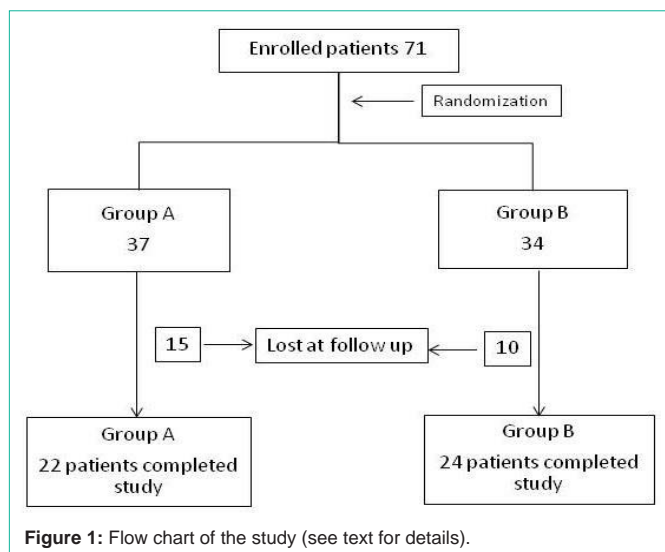 Enrolled patients 71
Randomization
Group A
37
Group B
34
15
Lost at follow up
10
Group A
22 patients completed
study
Group B
24 patients completed
study
Figure 1: Flow chart of the study (see text for details).